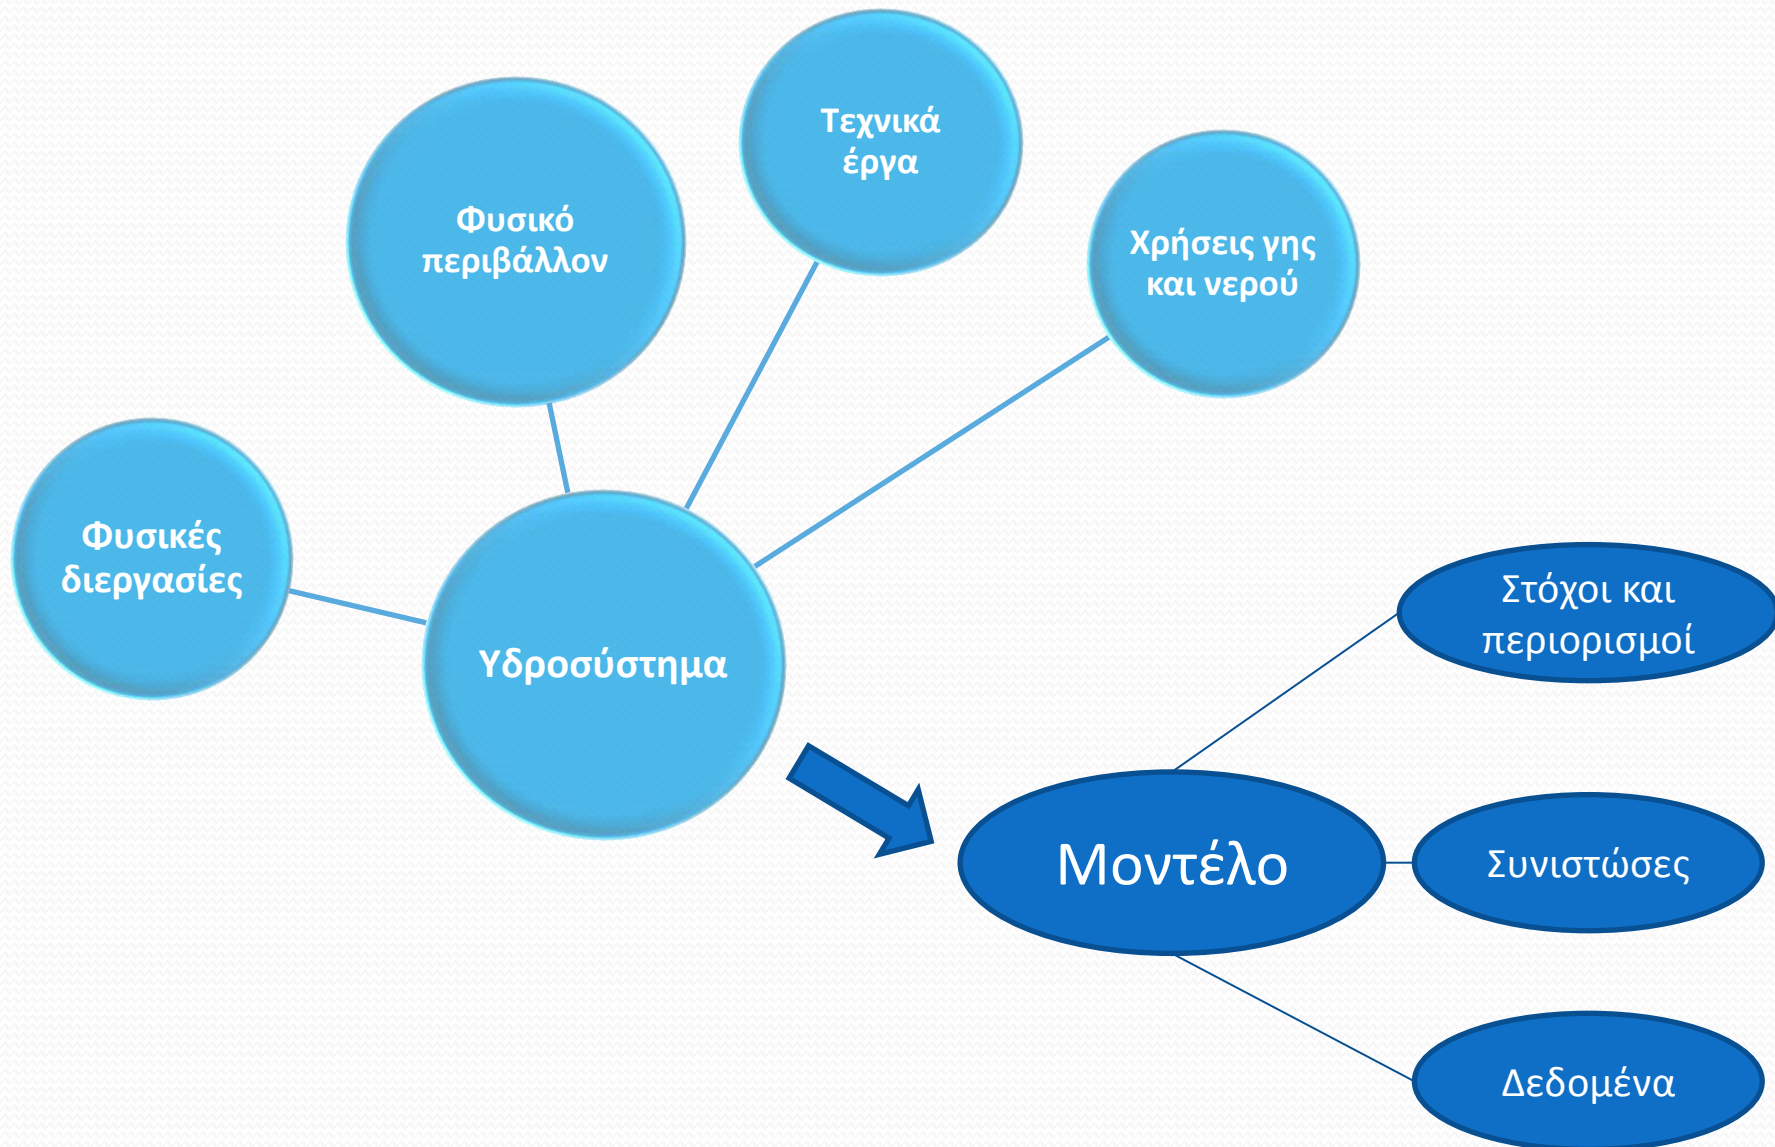 Τεχνικά
έργα
Φυσικό
περιβάλλον
Χρήσεις γης
και νερού
Φυσικές
διεργασίες
Υδροσύστημα
Στόχοι και
περιορισμοί
Μοντέλο
Συνιστώσες
Δεδομένα